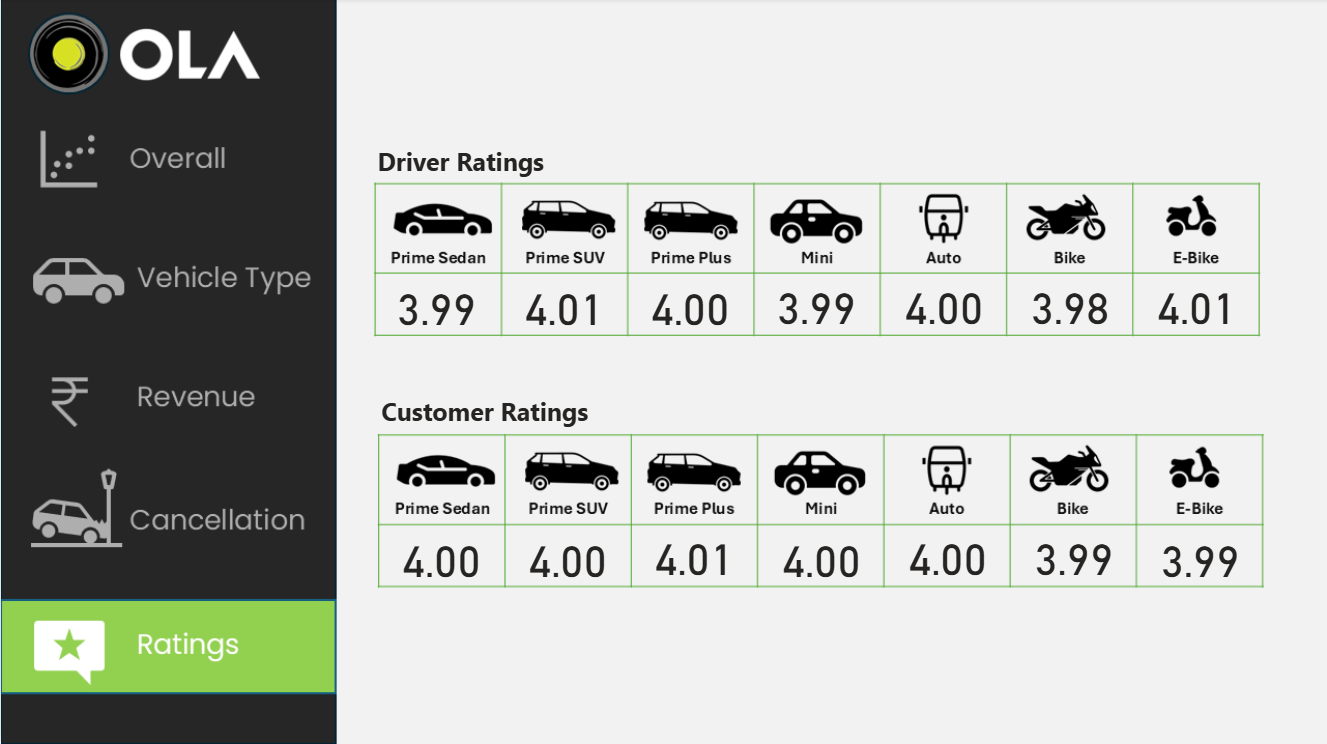 OLA
Overall
Vehicle Type
Revenue
Cancellation
Ratings
Driver Ratings
Prime Sedan Prime SUV Prime Plus Mini Auto Bike E-Bike
3.99 4.01 4.00 3.99 4.00 3.98 4.01
Customer Ratings
Prime Sedan Prime SUV Prime Plus Mini Auto Bike E-Bike
4.00 4.00 4.01 4.00 4.00 3.99 3.99